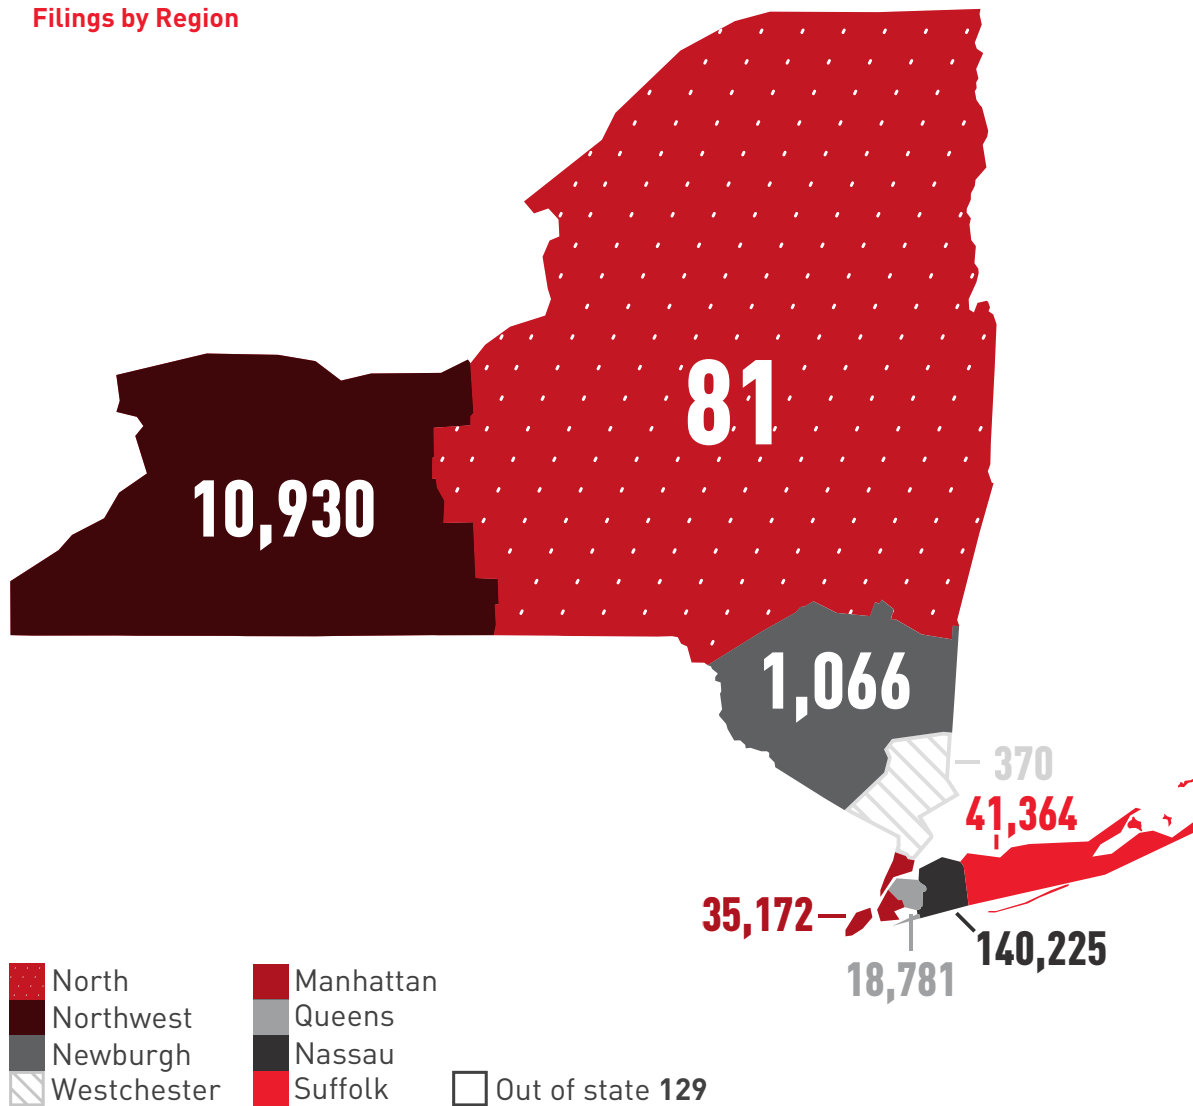 Filings by Region
81
10,930
1,066
370
41,364
35,172
140,225
18,781
North
Northwest
Newburgh
Westchester
Manhattan
Queens
Nassau
Suffolk
Out of state 129